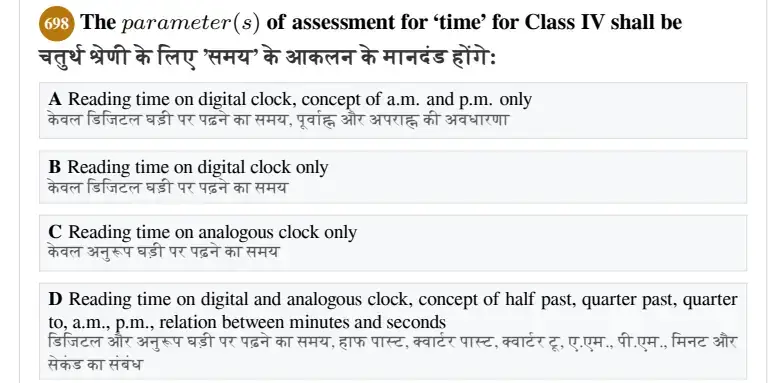 698 The parameter(s) of assessment for ‘time’ for Class IV shall be
चतुर्थ श्रेणी के लिए ’समय’ के आकलन के मानदंड होंगे:
A Reading time on digital clock, concept of a.m. and p.m. only
केवल डिजिटल घड़ी पर पढ़ने का समय, पूर्वाह्न और अपराह्न की अवधारणा
B Reading time on digital clock only
केवल डिजिटल घड़ी पर पढ़ने का समय
C Reading time on analogous clock only
केवल अनुरूप घड़ी पर पढ़ने का समय
D Reading time on digital and analogous clock, concept of half past, quarter past, quarter
to, a.m., p.m., relation between minutes and seconds
डिजिटल और अनुरूप घड़ी पर पढ़ने का समय, हाफ पास्ट, क्वार्टर पास्ट, क्वार्टर टू, ए.एम., पी.एम., मिनट और
सेकंड का संबंध